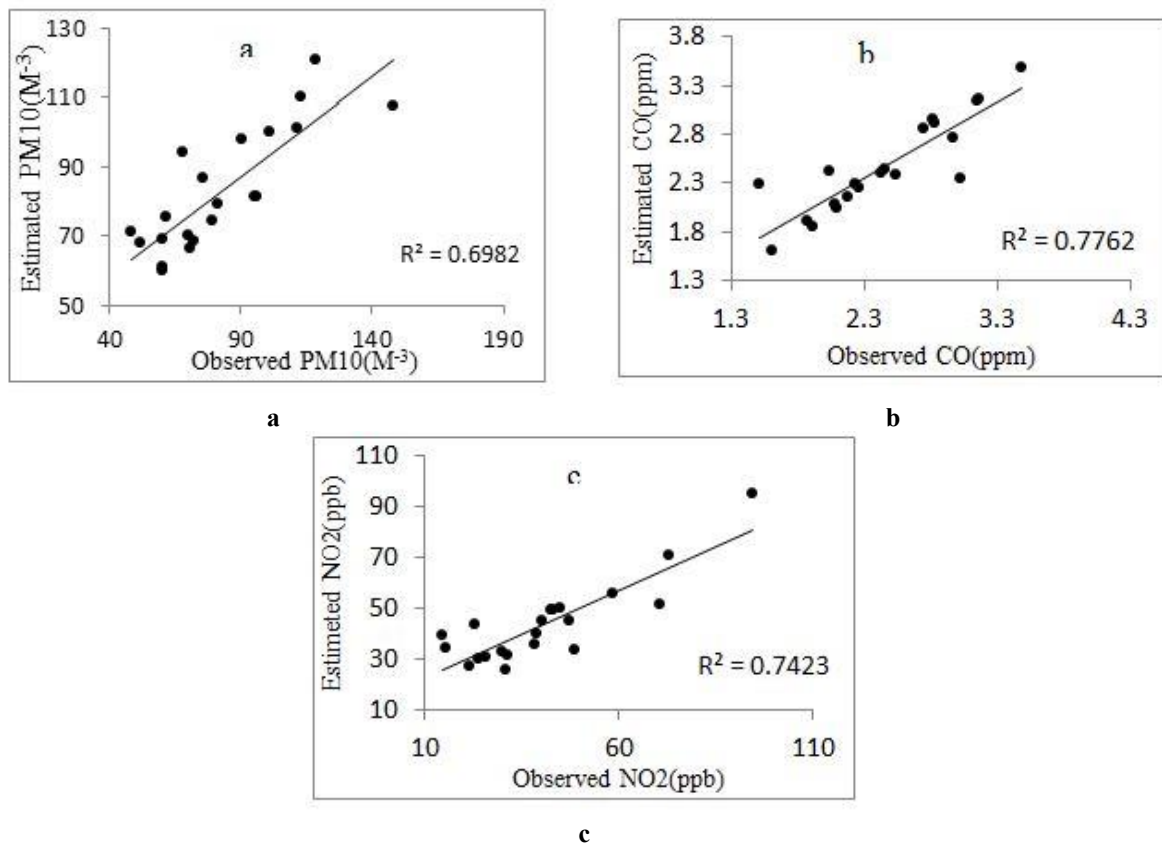 130
110
90
70
50
Estimated PM10(M⁻³)
a
R² = 0.6982
40 90 140 190
Observed PM10(M⁻³)
a
3.8
3.3
2.8
2.3
1.8
1.3
Estimated CO(ppm)
b
R² = 0.7762
1.3 2.3 3.3 4.3
Observed CO(ppm)
b
110
90
70
50
30
10
Estimeted NO2(ppb)
c
R² = 0.7423
10 60 110
Observed NO2(ppb)
c